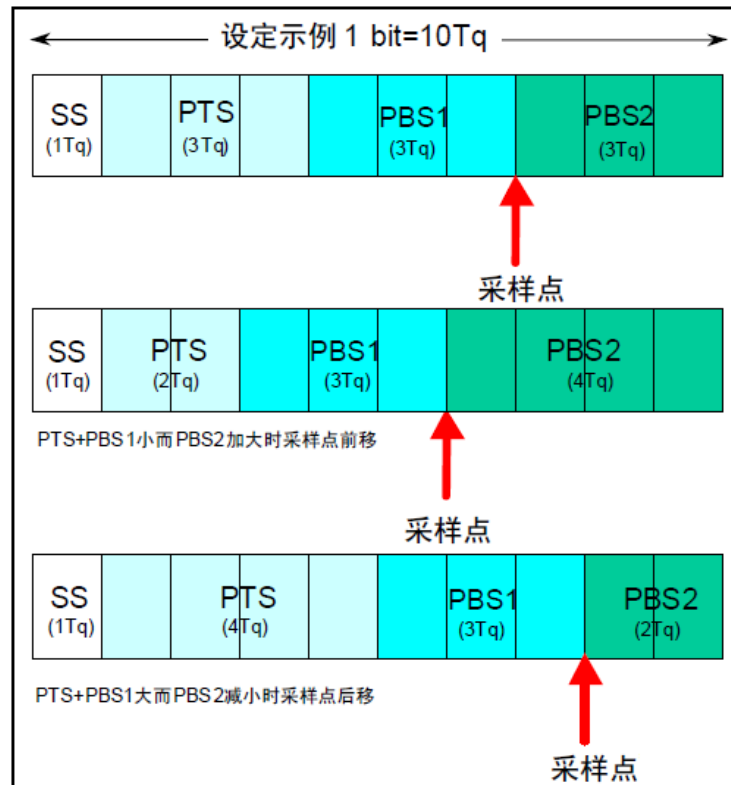 设定示例 1 bit=10Tq
SS PTS PBS1 PBS2
(1Tq) (3Tq) (3Tq) (3Tq)
采样点
SS PTS PBS1 PBS2
(1Tq) (2Tq) (3Tq) (4Tq)
PTS+PBS1小而PBS2加大时采样点前移
采样点
SS PTS PBS1 PBS2
(1Tq) (4Tq) (3Tq) (2Tq)
PTS+PBS1大而PBS2减小时采样点后移
采样点